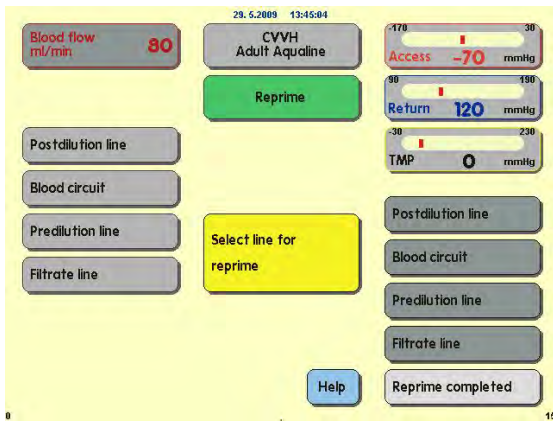 29. 5.2009 13:45:04
Blood flow
ml/min 80
CVVH
Adult Aqualine
-170 30
Access -70 mmHg
Reprime
90 190
Return 120 mmHg
-30 230
TMP 0 mmHg
Postdilution line
Blood circuit
Predilution line
Filtrate line
Select line for
reprime
Postdilution line
Blood circuit
Predilution line
Filtrate line
Help
Reprime completed
0 15